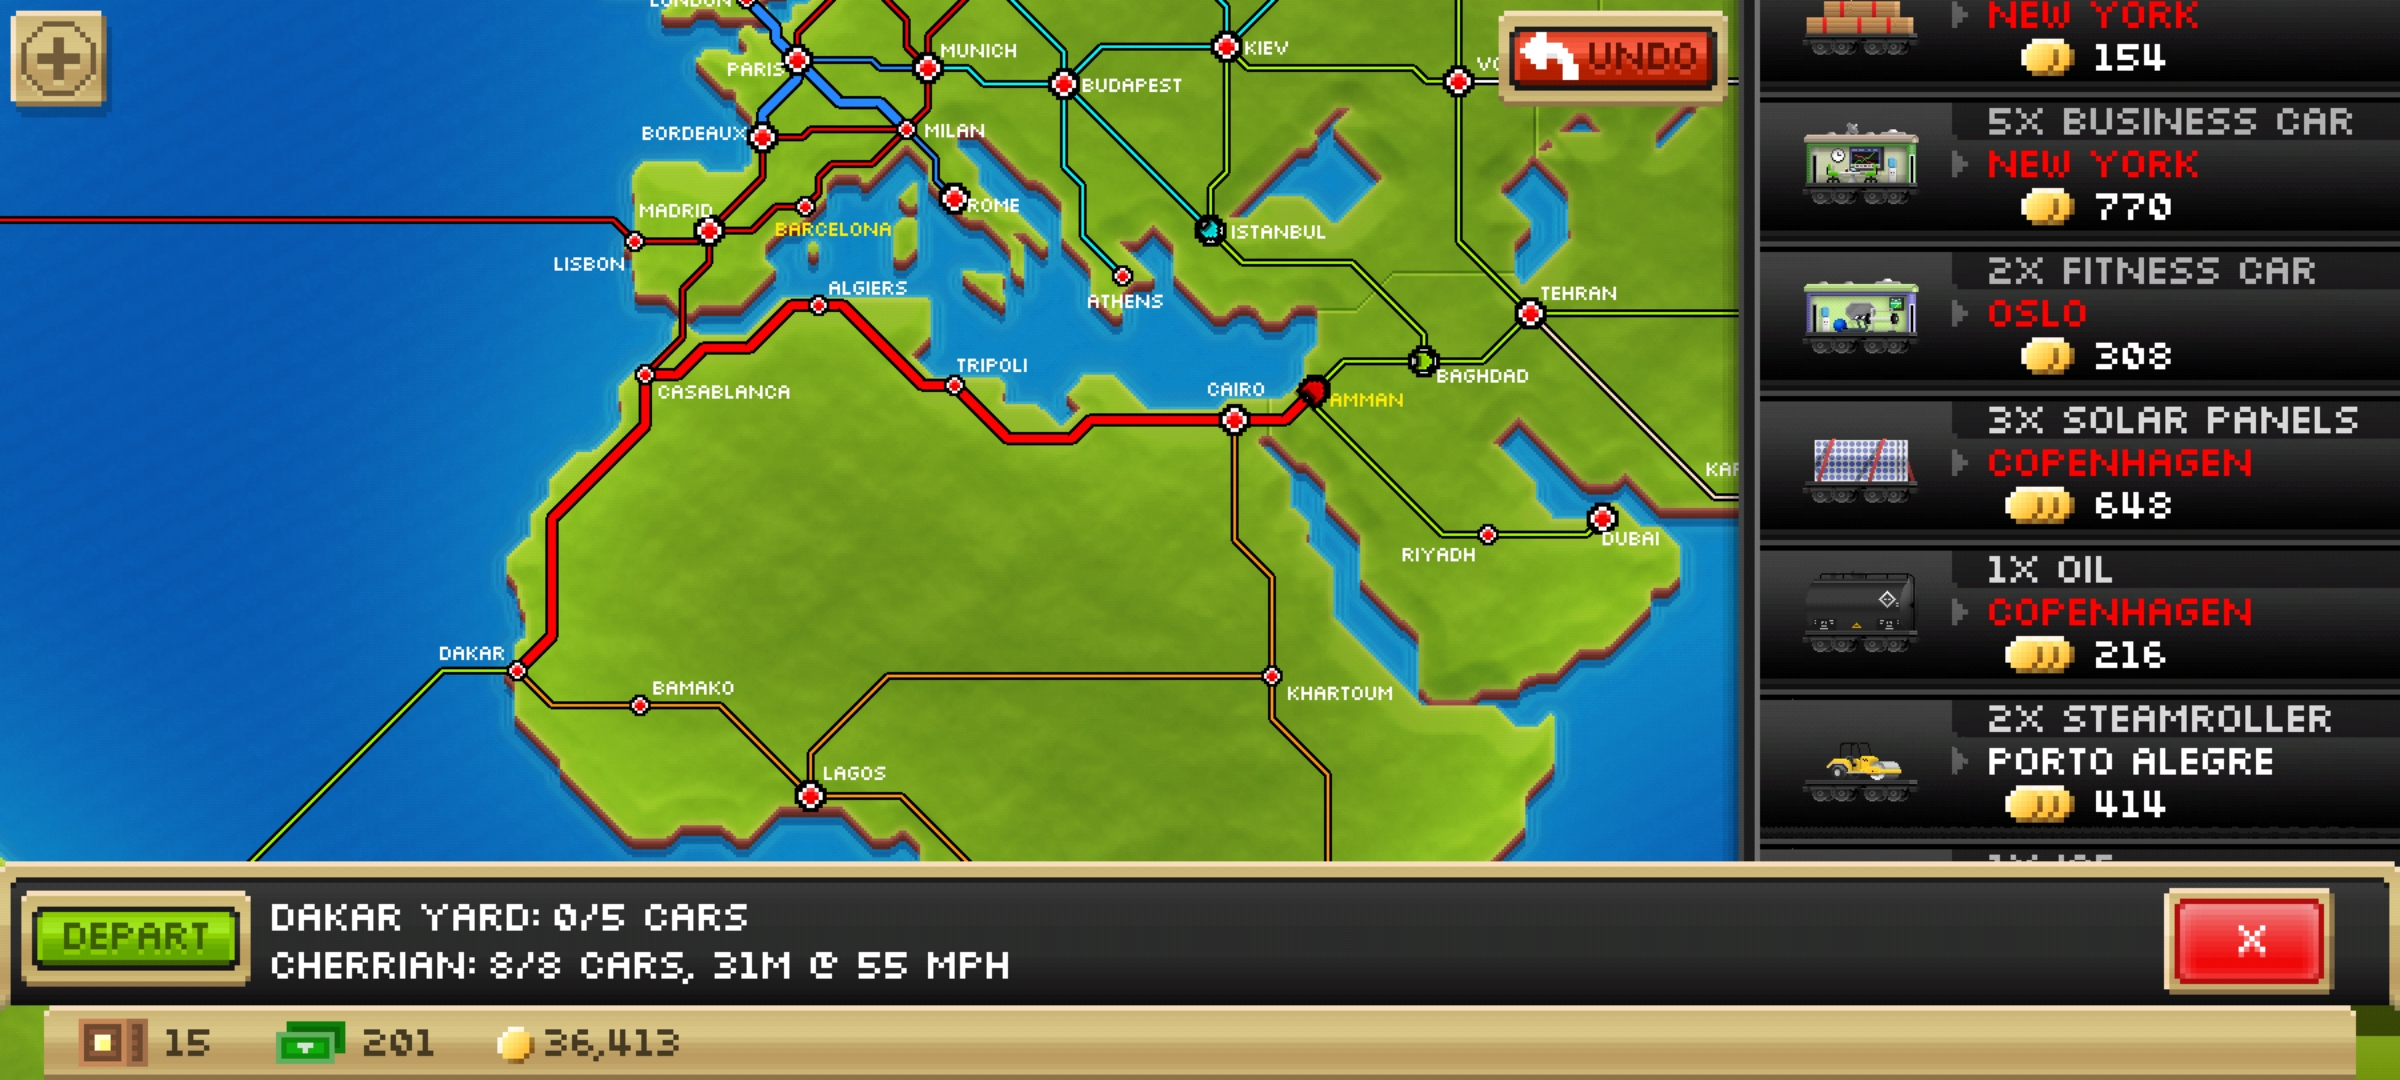 PARIS
MUNICH
BUDAPEST
KIEV
UNDO
BORDEAUX
MILAN
MADRID
BARCELONA
ROME
LISBON
ISTANBUL
ALGIERS
ATHENS
TEHRAN
CASABLANCA
TRIPOLI
CAIRO
AMMAN
BAGHDAD
RIYADH
DUBAI
DAKAR
BAMAKO
KHARTOUM
LAGOS
NEW YORK
154
5X BUSINESS CAR
NEW YORK
770
2X FITNESS CAR
OSLO
308
3X SOLAR PANELS
COPENHAGEN
648
1X OIL
COPENHAGEN
216
2X STEAMROLLER
PORTO ALEGRE
414
DEPART
DAKAR YARD: 0/5 CARS
CHERRIAN: 8/8 CARS, 31M @ 55 MPH
X
15
201
36,413